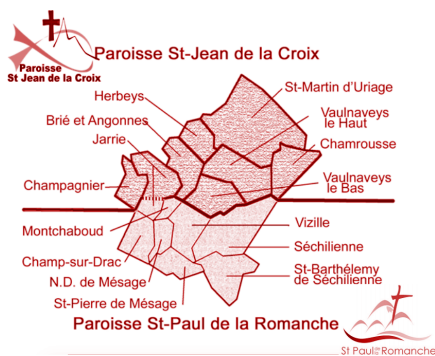 Paroisse
St Jean de la Croix
Paroisse St-Jean de la Croix
Herbeys
St-Martin d'Uriage
Brié et Angonnes
Vaulnaveys
le Haut
Jarrie
Chamrousse
Champagnier
Vaulnaveys
le Bas
Montchaboud
Vizille
Champ-sur-Drac
Séchilienne
N.D. de Mésage
St-Barthélemy
de Séchilienne
St-Pierre de Mésage
Paroisse St-Paul de la Romanche
St Paul de la Romanche